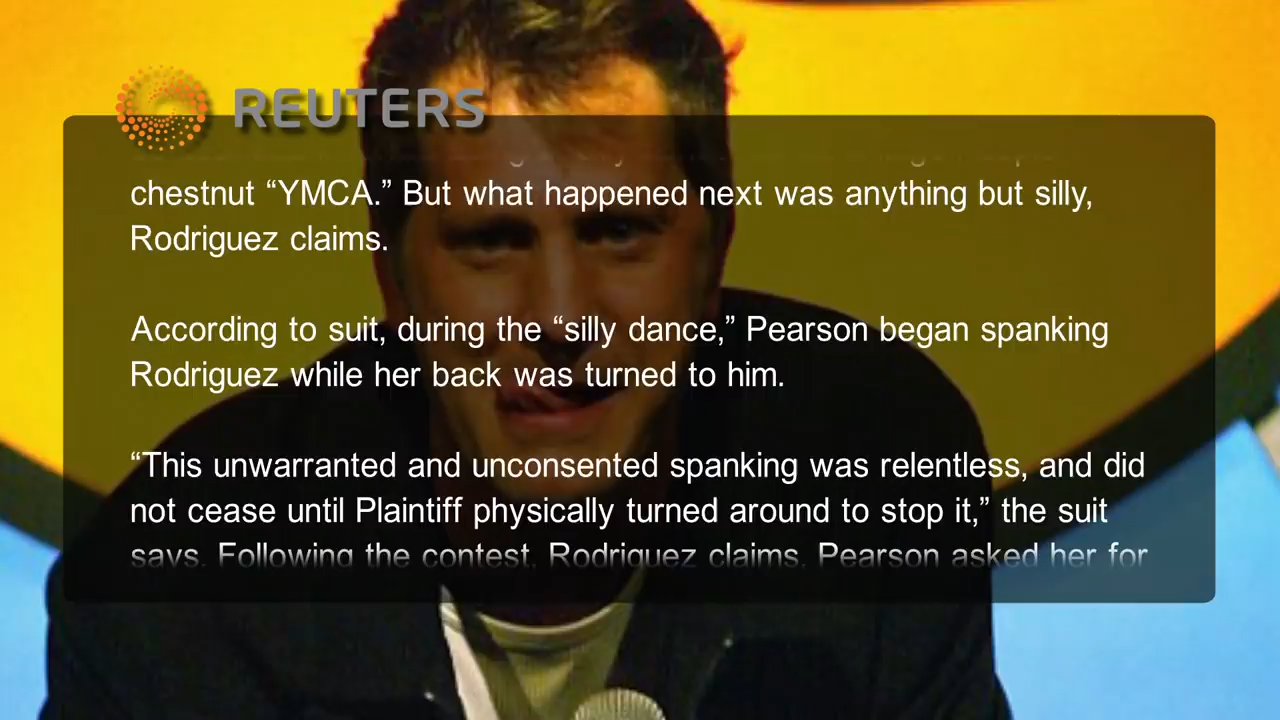 REUTERS
chestnut “YMCA.” But what happened next was anything but silly,
Rodriguez claims.
According to suit, during the “silly dance,” Pearson began spanking
Rodriguez while her back was turned to him.
“This unwarranted and unconsented spanking was relentless, and did
not cease until Plaintiff physically turned around to stop it,” the suit
says. Following the contest, Rodriguez claims, Pearson asked her for